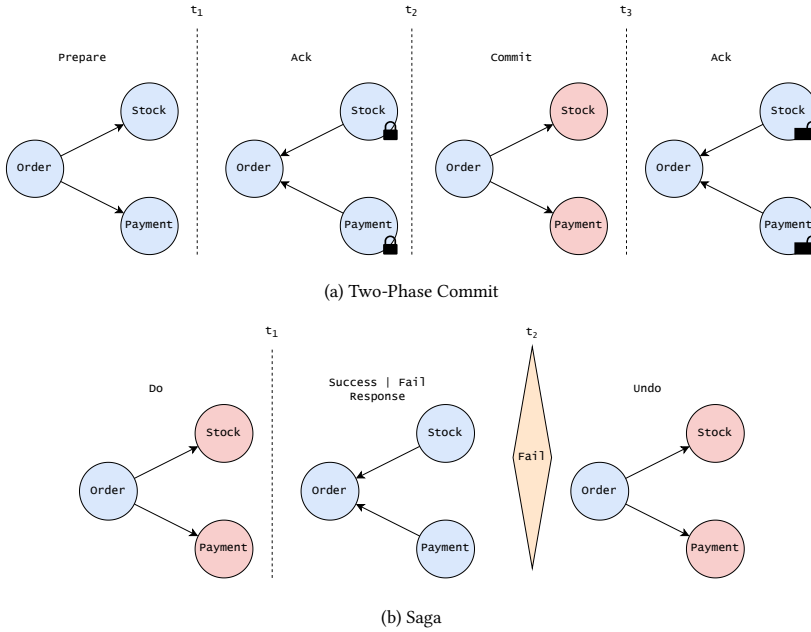 t1
t2
t3
Prepare
Ack
Commit
Ack
Stock
Order
Payment
Stock
Order
Payment
Stock
Order
Payment
Stock
Order
Payment
(a) Two-Phase Commit
t1
t2
Do
Success | Fail
Response
Undo
Stock
Order
Payment
Stock
Order
Payment
Fail
Stock
Order
Payment
(b) Saga